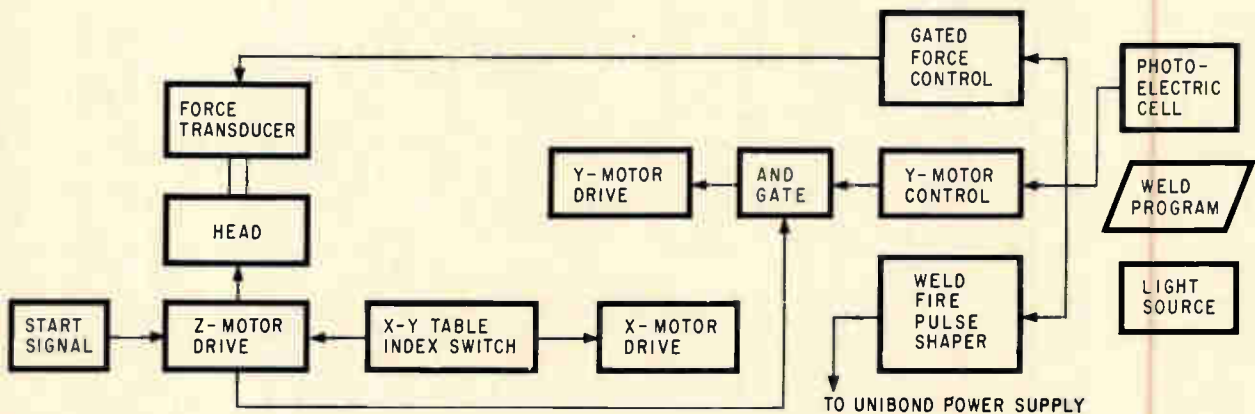 GATED
FORCE
CONTROL
PHOTO-
ELECTRIC
CELL
FORCE
TRANSDUCER
Y-MOTOR
DRIVE
AND
GATE
Y-MOTOR
CONTROL
WELD
PROGRAM
HEAD
START
SIGNAL
Z-MOTOR
DRIVE
X-Y TABLE
INDEX SWITCH
X-MOTOR
DRIVE
WELD
FIRE
PULSE
SHAPER
LIGHT
SOURCE
TO UNIBOND POWER SUPPLY